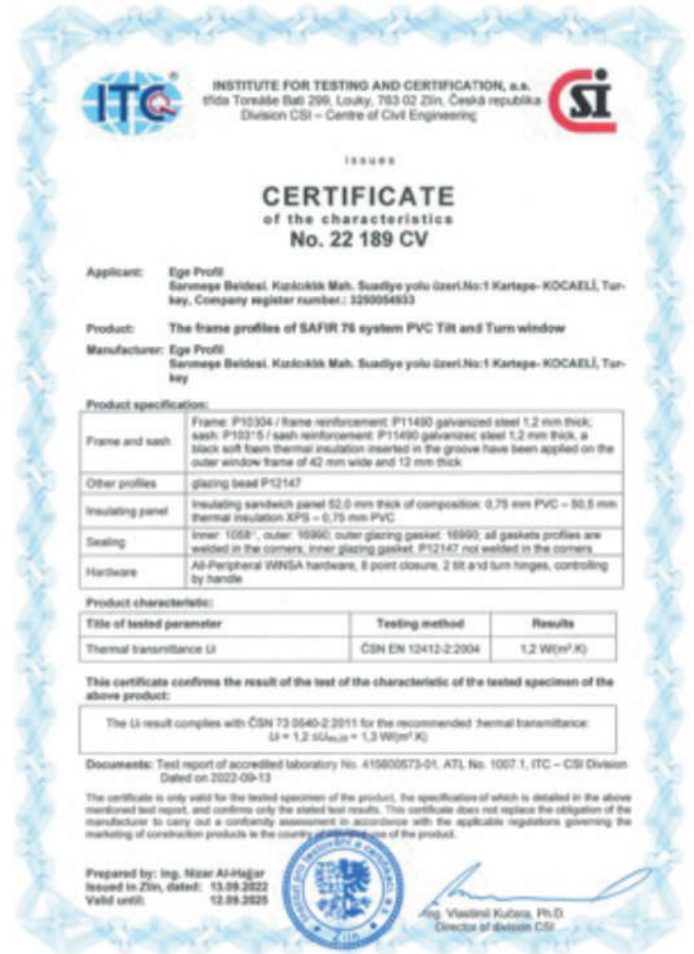 ITC
INSTITUTE FOR TESTING AND CERTIFICATION, a.s.
třída Tomáše Bati 299, Louky, 763 02 Zlín, Česká republika
Division CSI – Centre of Civil Engineering
CSI
issues
CERTIFICATE
of the characteristics
No. 22 189 CV
Applicant: Ege Profil
Sarımeşe Beldesi. Kızılcıklık Mah. Suadiye yolu üzeri.No:1 Kartepe- KOCAELİ, Tur-
key, Company register number.: 3250054933
Product: The frame profiles of SAFIR 76 system PVC Tilt and Turn window
Manufacturer: Ege Profil
Sarımeşe Beldesi. Kızılcıklık Mah. Suadiye yolu üzeri.No:1 Kartepe- KOCAELİ, Tur-
key
Product specification:
Frame and sash
Frame: P10304 / frame reinforcement: P11490 galvanized steel 1,2 mm thick;
sash: P10315 / sash reinforcement: P11490 galvanized steel 1,2 mm thick, a
black soft foam thermal insulation inserted in the groove have been applied on the
outer window frame of 42 mm wide and 12 mm thick
Other profiles glazing bead P12147
Insulating panel
Insulating sandwich panel 52,0 mm thick of composition: 0,75 mm PVC – 50,5 mm
thermal insulation XPS – 0,75 mm PVC
Sealing
Inner: outer: 16990; outer glazing gasket: 16990; all gaskets profiles are
welded in the corners; inner glazing gasket: P12147 not welded in the corners
Hardware
All-Peripheral WINSA hardware, 8 point closure, 2 tilt and turn hinges, controlling
by handle
Product characteristic:
Title of tested parameter Testing method Results
Thermal transmittance Uf ČSN EN 12412-2:2004 1,2 W/(m².K)
This certificate confirms the result of the test of the characteristic of the tested specimen of the
above product:
The Uf result complies with ČSN 73 0540-2:2011 for the recommended thermal transmittance:
Uf = 1,2 ≤ = 1,3 W/(m².K)
Documents: Test report of accredited laboratory No. 415600573-01, ATL No. 1007.1, ITC – CSI Division
Dated on 2022-09-13
The certificate is only valid for the tested specimen of the product, the specification of which is detailed in the above
mentioned test report, and confirms only the stated test results. This certificate does not replace the obligation of the
manufacturer to carry out a conformity assessment in accordance with the applicable regulations governing the
marketing of construction products in the country of use of the product.
Prepared by: Ing. Nizar Al-Hajjar
Issued in Zlín, dated: 13.09.2022
Valid until: 12.09.2025
Zlín
Ing. Vlastimil Kučera, Ph.D.
Director of division CSI